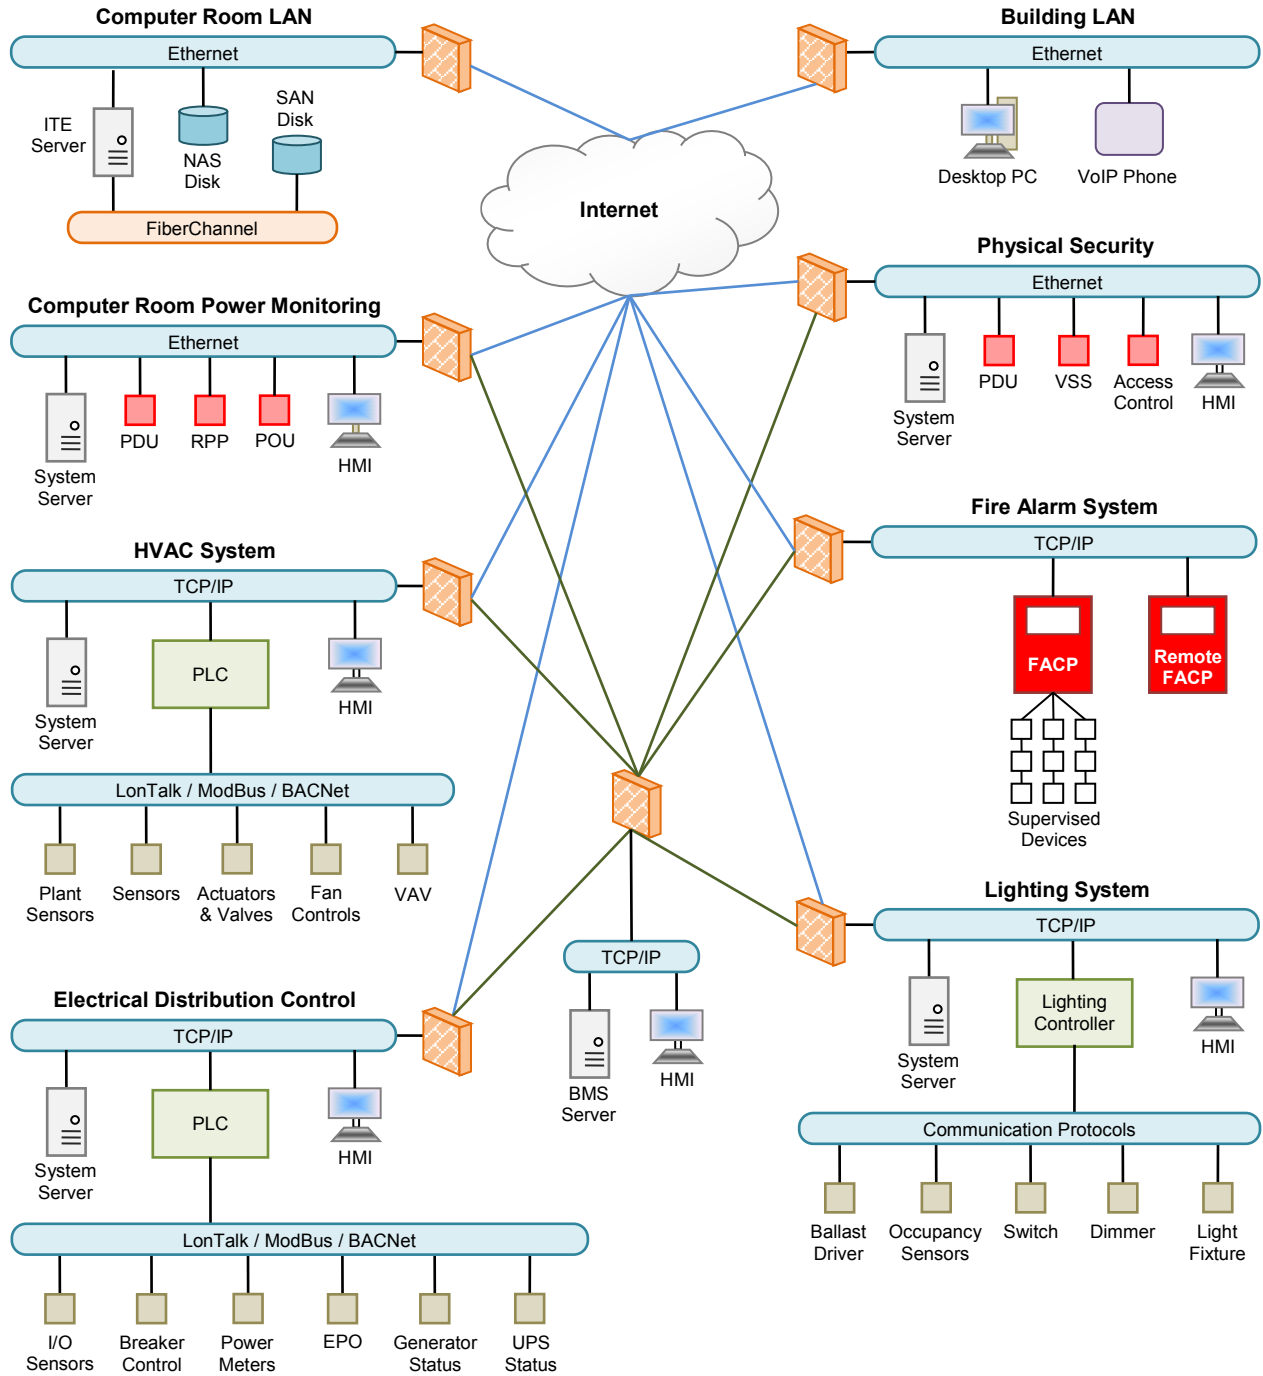 Computer Room LAN
Ethernet
ITE
Server
NAS
Disk
SAN
Disk
FiberChannel
Building LAN
Ethernet
Desktop PC
VoIP Phone
Internet
Physical Security
Ethernet
System
Server
PDU
VSS
Access
Control
HMI
Computer Room Power Monitoring
Ethernet
System
Server
PDU
RPP
POU
HMI
Fire Alarm System
TCP/IP
FACP
Remote
FACP
Supervised
Devices
HVAC System
TCP/IP
System
Server
PLC
HMI
LonTalk / ModBus / BACNet
Plant
Sensors
Sensors
Actuators
& Valves
Fan
Controls
VAV
Lighting System
TCP/IP
System
Server
Lighting
Controller
HMI
Communication Protocols
Ballast
Driver
Occupancy
Sensors
Switch
Dimmer
Light
Fixture
TCP/IP
BMS
Server
HMI
Electrical Distribution Control
TCP/IP
System
Server
PLC
HMI
LonTalk / ModBus / BACNet
I/O
Sensors
Breaker
Control
Power
Meters
EPO
Generator
Status
UPS
Status